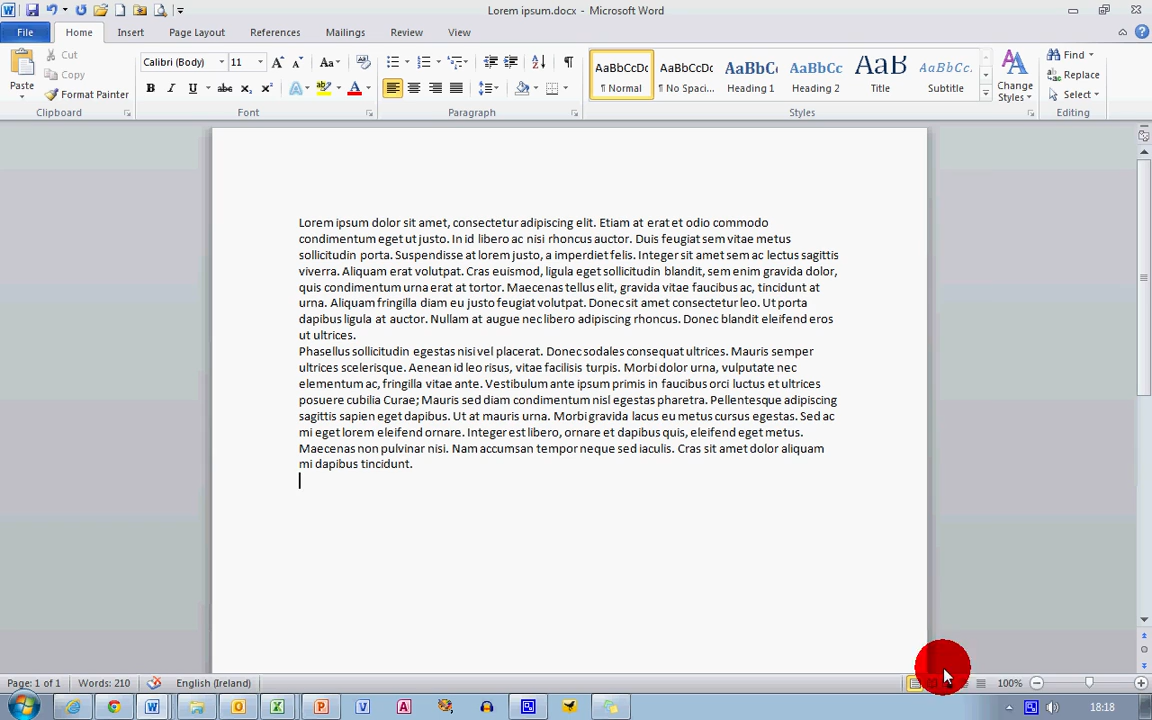 Lorem ipsum.docx - Microsoft Word
File Home Insert Page Layout References Mailings Review View
Paste
Cut
Copy
Format Painter
Calibri (Body) 11
AaBbCcDc AaBbCcDc AaBbC AaBbCc AaB AaBbCc.
¶ Normal ¶ No Spaci... Heading 1 Heading 2 Title Subtitle
Change
Styles
Find
Replace
Select
Clipboard Font Paragraph Styles Editing
Lorem ipsum dolor sit amet, consectetur adipiscing elit. Etiam at erat et odio commodo
condimentum eget ut justo. In id libero ac nisi rhoncus auctor. Duis feugiat sem vitae metus
sollicitudin porta. Suspendisse at lorem justo, a imperdiet felis. Integer sit amet sem ac lectus sagittis
viverra. Aliquam erat volutpat. Cras euismod, ligula eget sollicitudin blandit, sem enim gravida dolor,
quis condimentum urna erat at tortor. Maecenas tellus elit, gravida vitae faucibus ac, tincidunt at
urna. Aliquam fringilla diam eu justo feugiat volutpat. Donec sit amet consectetur leo. Ut porta
dapibus ligula at auctor. Nullam at augue nec libero adipiscing rhoncus. Donec blandit eleifend eros
ut ultrices.
Phasellus sollicitudin egestas nisi vel placerat. Donec sodales consequat ultrices. Mauris semper
ultrices scelerisque. Aenean id leo risus, vitae facilisis turpis. Morbi dolor urna, vulputate nec
elementum ac, fringilla vitae ante. Vestibulum ante ipsum primis in faucibus orci luctus et ultrices
posuere cubilia Curae; Mauris sed diam condimentum nisl egestas pharetra. Pellentesque adipiscing
sagittis sapien eget dapibus. Ut at mauris urna. Morbi gravida lacus eu metus cursus egestas. Sed ac
mi eget lorem eleifend ornare. Integer est libero, ornare et dapibus quis, eleifend eget metus.
Maecenas non pulvinar nisi. Nam accumsan tempor neque sed iaculis. Cras sit amet dolor aliquam
mi dapibus tincidunt.
Page: 1 of 1 Words: 210 English (Ireland) 100%
18:18